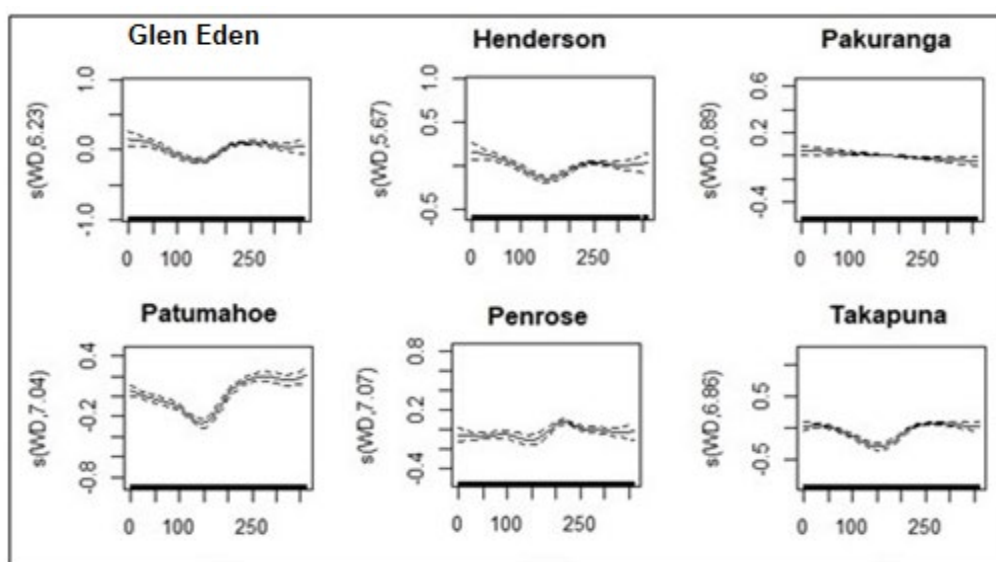 Glen Eden
Henderson
Pakuranga
s(WD,6.23)
1.0
0.0
-1.0
0 100 250
s(WD,5.67)
1.0
0.5
-0.5
0 100 250
s(WD,0.89)
0.6
0.2
-0.4
0 100 250
Patumahoe
Penrose
Takapuna
s(WD,7.04)
0.4
-0.2
-0.8
0 100 250
s(WD,7.07)
0.8
0.2
-0.4
0 100 250
s(WD,6.86)
0.5
-0.5
0 100 250